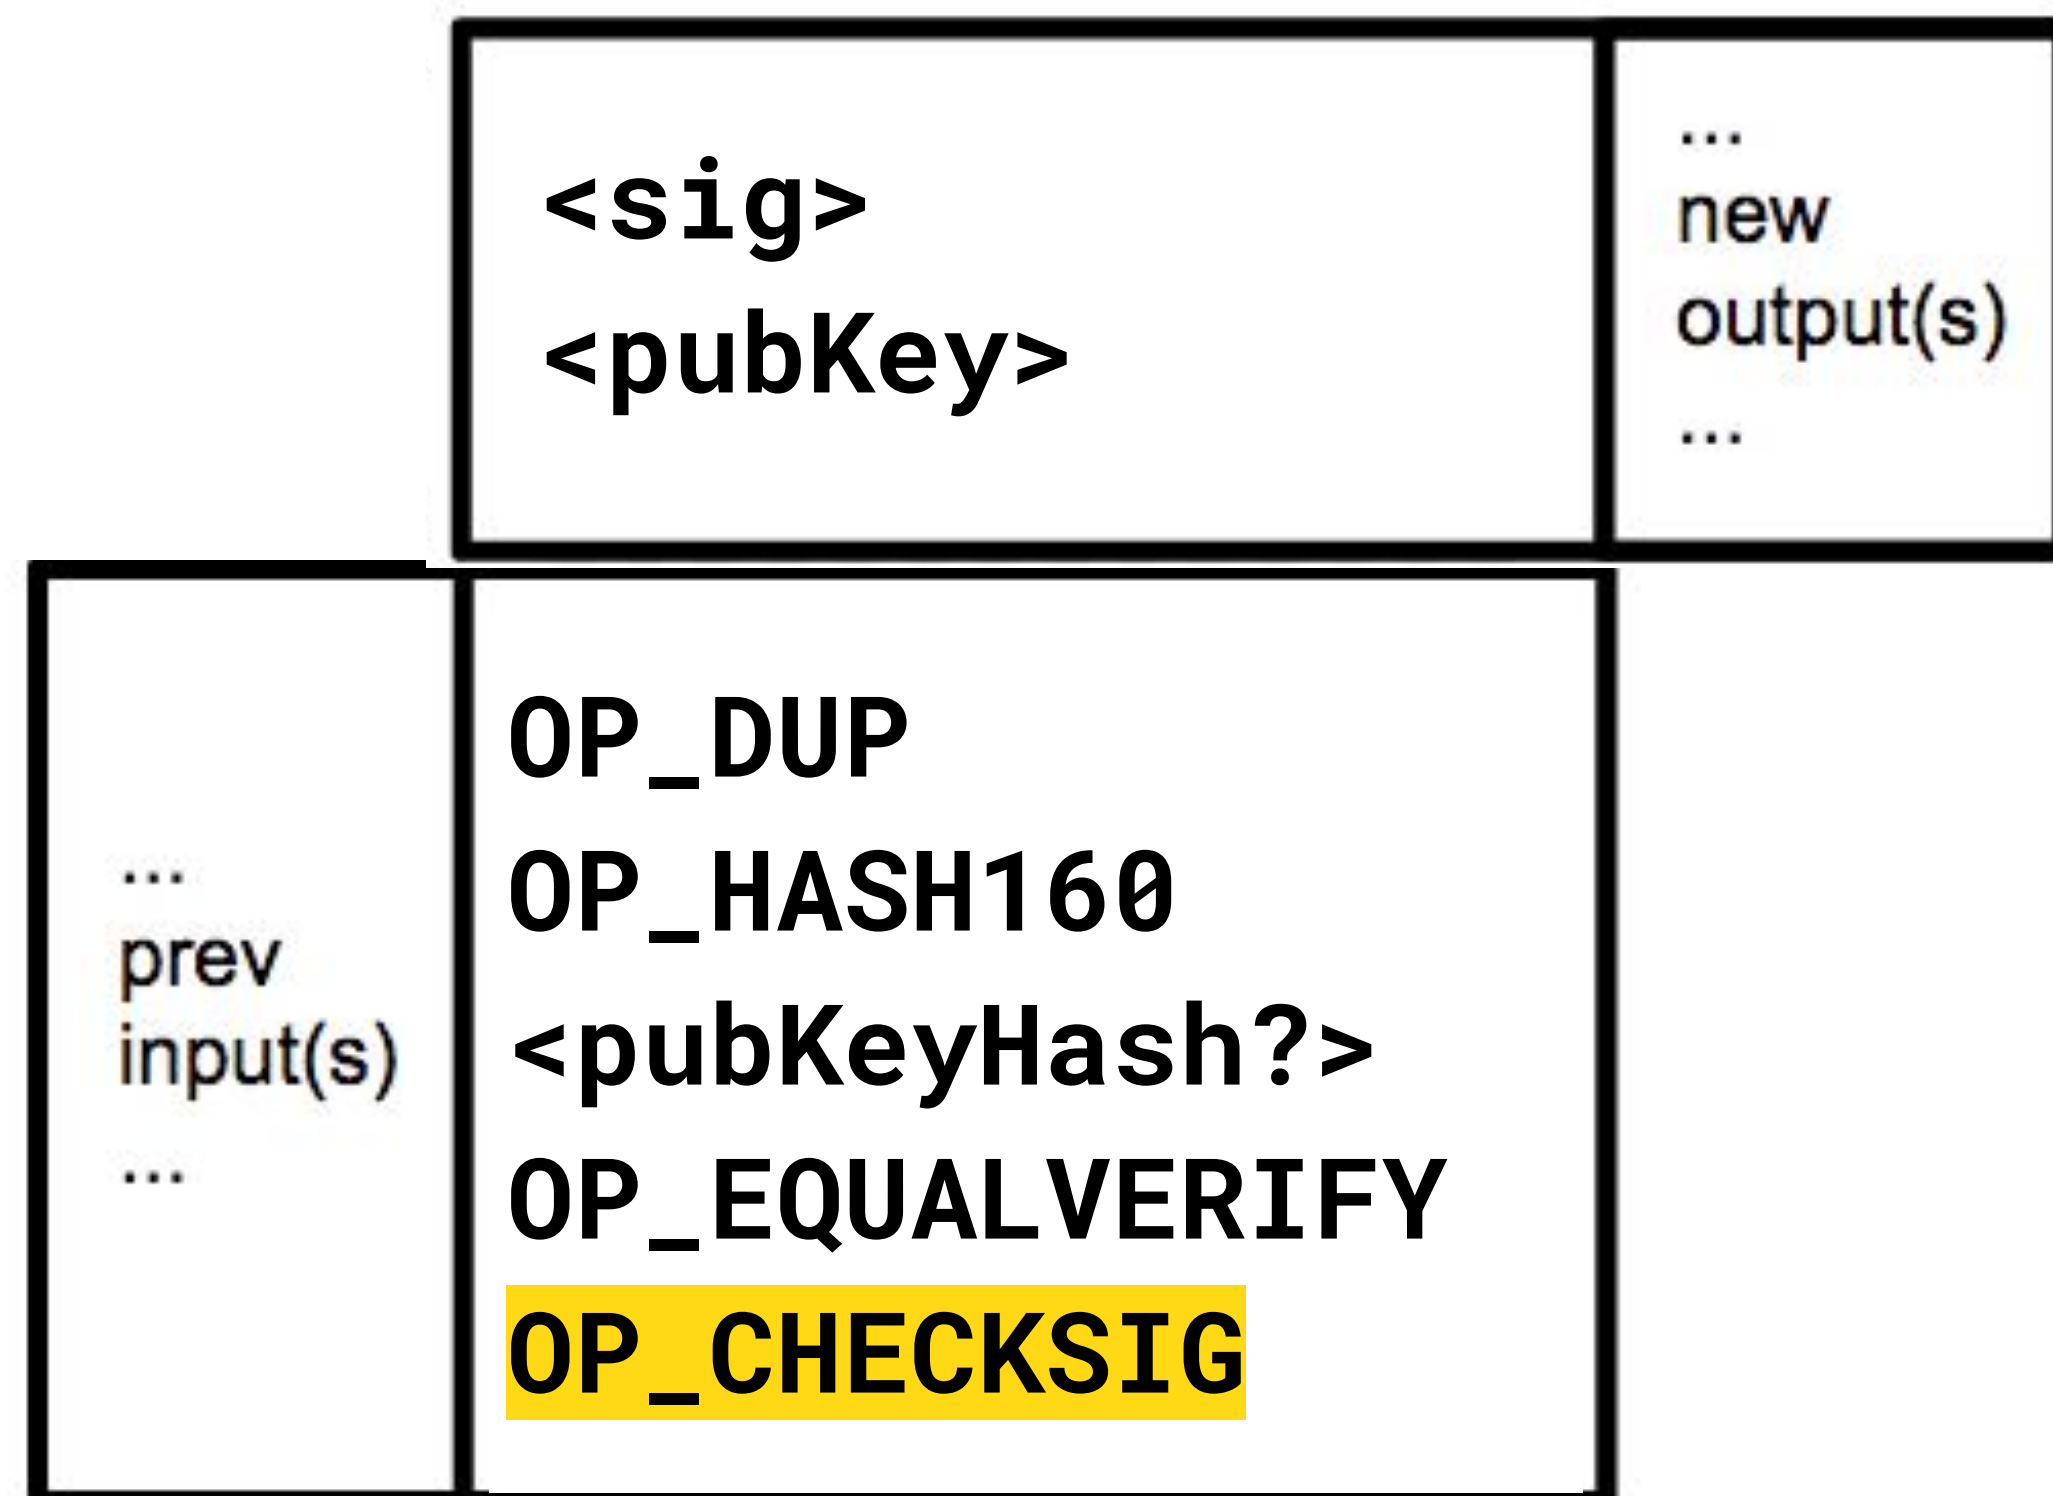 <sig>
<pubKey>
...
new
output(s)
...
...
prev
input(s)
...
OP_DUP
OP_HASH160
<pubKeyHash?>
OP_EQUALVERIFY
OP_CHECKSIG